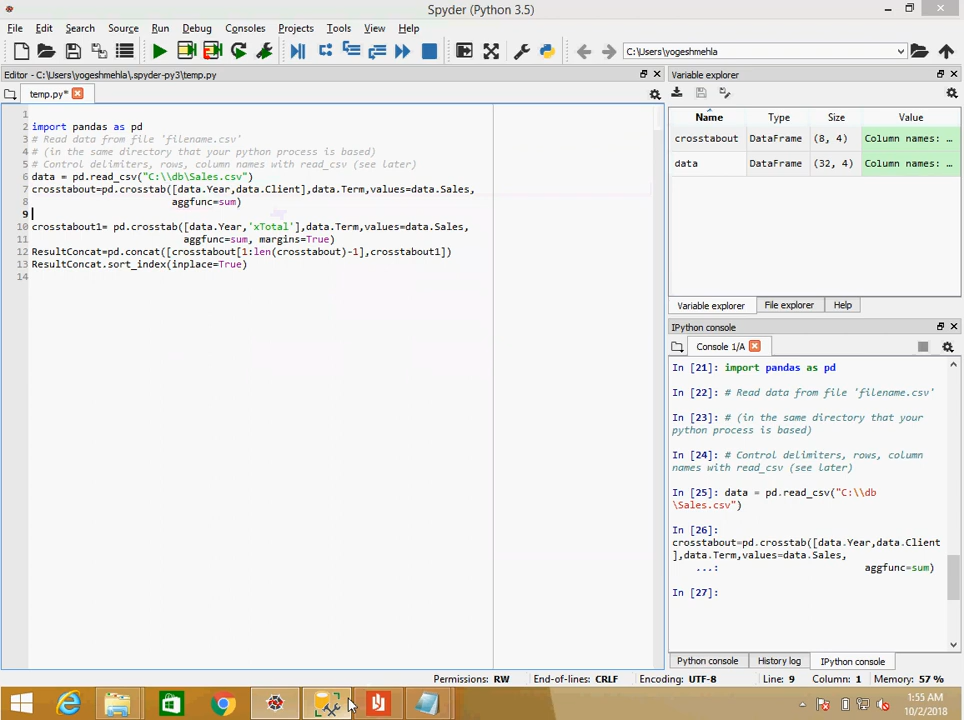 Spyder (Python 3.5)
File Edit Search Source Run Debug Consoles Projects Tools View Help
C:\Users\yogeshmehla
Editor - C:\Users\yogeshmehla\.spyder-py3\temp.py
temp.py*
1
2 import pandas as pd
3 # Read data from file 'filename.csv'
4 # (in the same directory that your python process is based)
5 # Control delimiters, rows, column names with read_csv (see later)
6 data = pd.read_csv("C:\\db\Sales.csv")
7 crosstabout=pd.crosstab([data.Year,data.Client],data.Term,values=data.Sales,
8 aggfunc=sum)
9
10 crosstabout1= pd.crosstab([data.Year,'xTotal'],data.Term,values=data.Sales,
11 aggfunc=sum, margins=True)
12 ResultConcat=pd.concat([crosstabout[1:len(crosstabout)-1],crosstabout1])
13 ResultConcat.sort_index(inplace=True)
14
Variable explorer
Name Type Size Value
crosstabout DataFrame (8, 4) Column names: …
data DataFrame (32, 4) Column names: …
Variable explorer File explorer Help
IPython console
Console 1/A
In [21]: import pandas as pd
In [22]: # Read data from file 'filename.csv'
In [23]: # (in the same directory that your
python process is based)
In [24]: # Control delimiters, rows, column
names with read_csv (see later)
In [25]: data = pd.read_csv("C:\\db
\Sales.csv")
In [26]:
crosstabout=pd.crosstab([data.Year,data.Client
],data.Term,values=data.Sales,
...: aggfunc=sum)
In [27]:
Python console History log IPython console
Permissions: RW End-of-lines: CRLF Encoding: UTF-8 Line: 9 Column: 1 Memory: 57 %
1:55 AM
10/2/2018